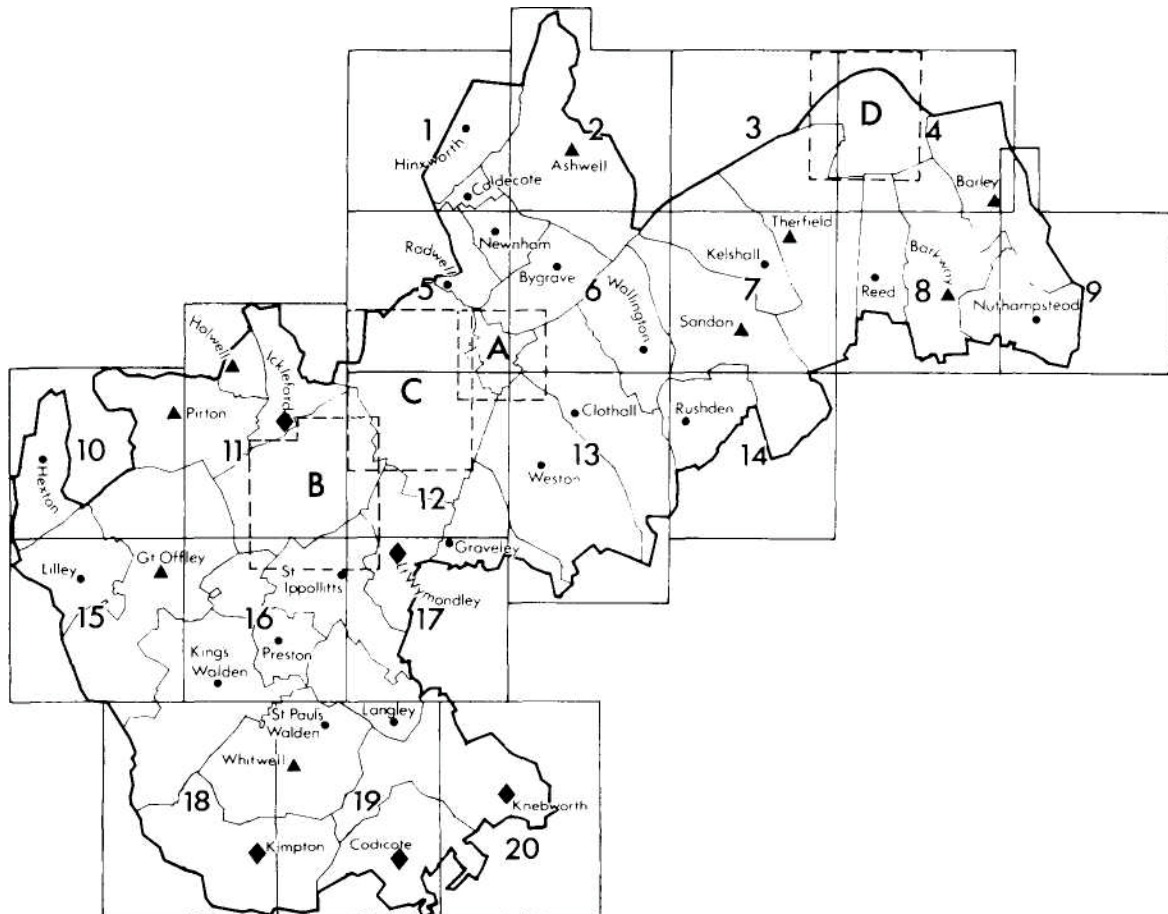 1
Hinxworth
Caldecote
2
Ashwell
3
D
4
Barley
Newnham
Radwell
5
Bygrave
6
Wallington
Therfield
Kelshall
7
Sandon
Barkway
Reed
8
Nuthampstead
9
A
Holwell
Ickleford
C
Pirton
10
11
Hexton
B
12
Clothall
13
Weston
Rushden
14
Graveley
Lilley
Gt Offley
St
Ippollitts
Wymondley
15
16
17
Kings
Walden
Preston
St Pauls
Walden
Langley
Whitwell
18
19
Knebworth
Kimpton
Codicote
20